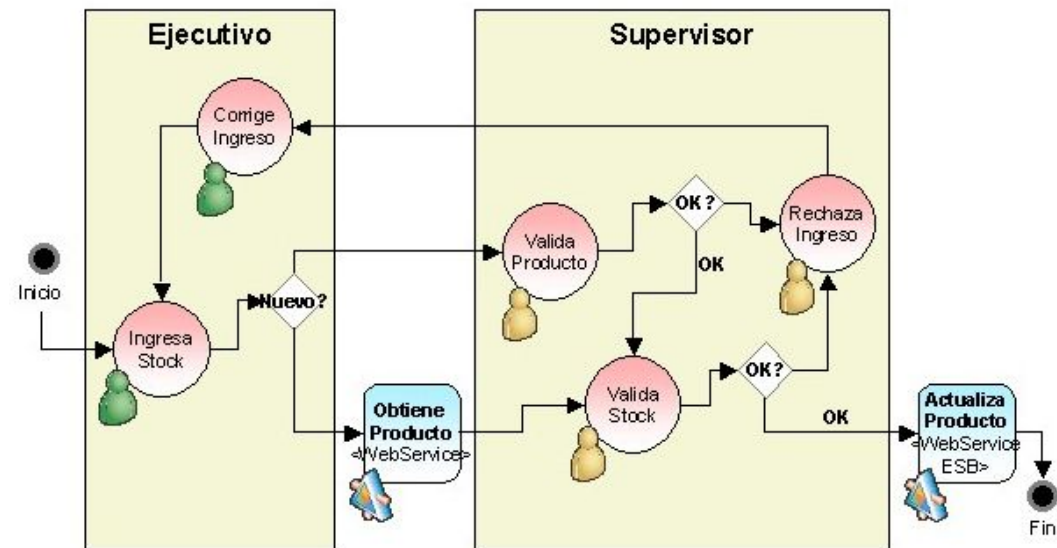 Ejecutivo
Supervisor
Corrige
Ingreso
OK?
Rechaza
Ingreso
Valida
Producto
OK
Inicio
Nuevo?
Ingresa
Stock
OK?
Valida
Stock
Obtiene
Producto
<WebService>
OK
Actualiza
Producto
<WebService
ESB>
Fin